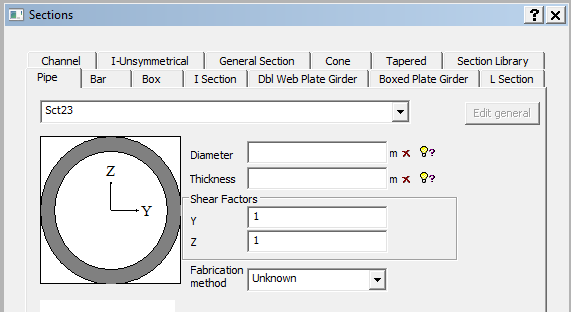 Sections
?
Channel I-Unsymmetrical General Section Cone Tapered Section Library
Pipe Bar Box I Section Dbl Web Plate Girder Boxed Plate Girder L Section
Sct23
Edit general
Z
Y
Diameter m ?
Thickness m ?
Shear Factors
Y 1
Z 1
Fabrication
method Unknown